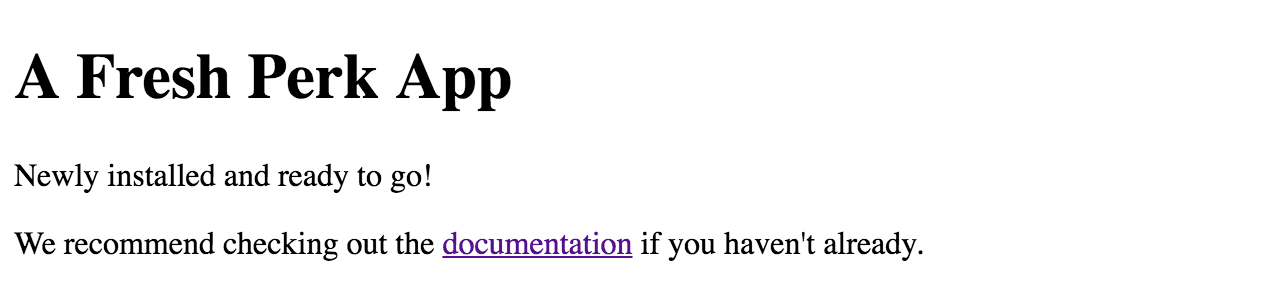 A Fresh Perk App
Newly installed and ready to go!
We recommend checking out the documentation if you haven't already.